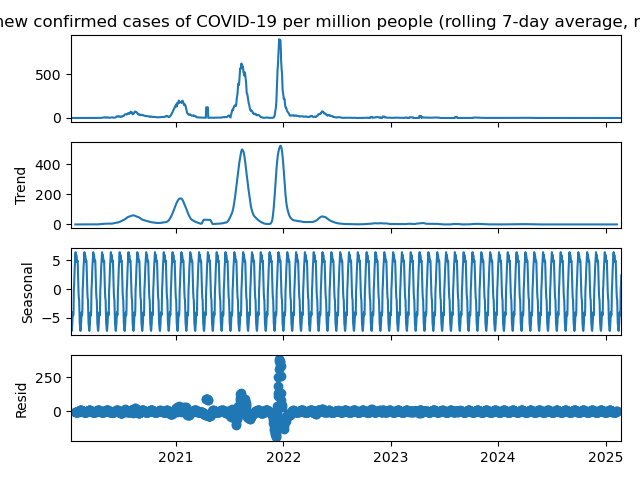 new confirmed cases of COVID-19 per million people (rolling 7-day average, r
500
0
400
200
0
Trend
5
0
−5
Seasonal
250
0
Resid
2021 2022 2023 2024 2025